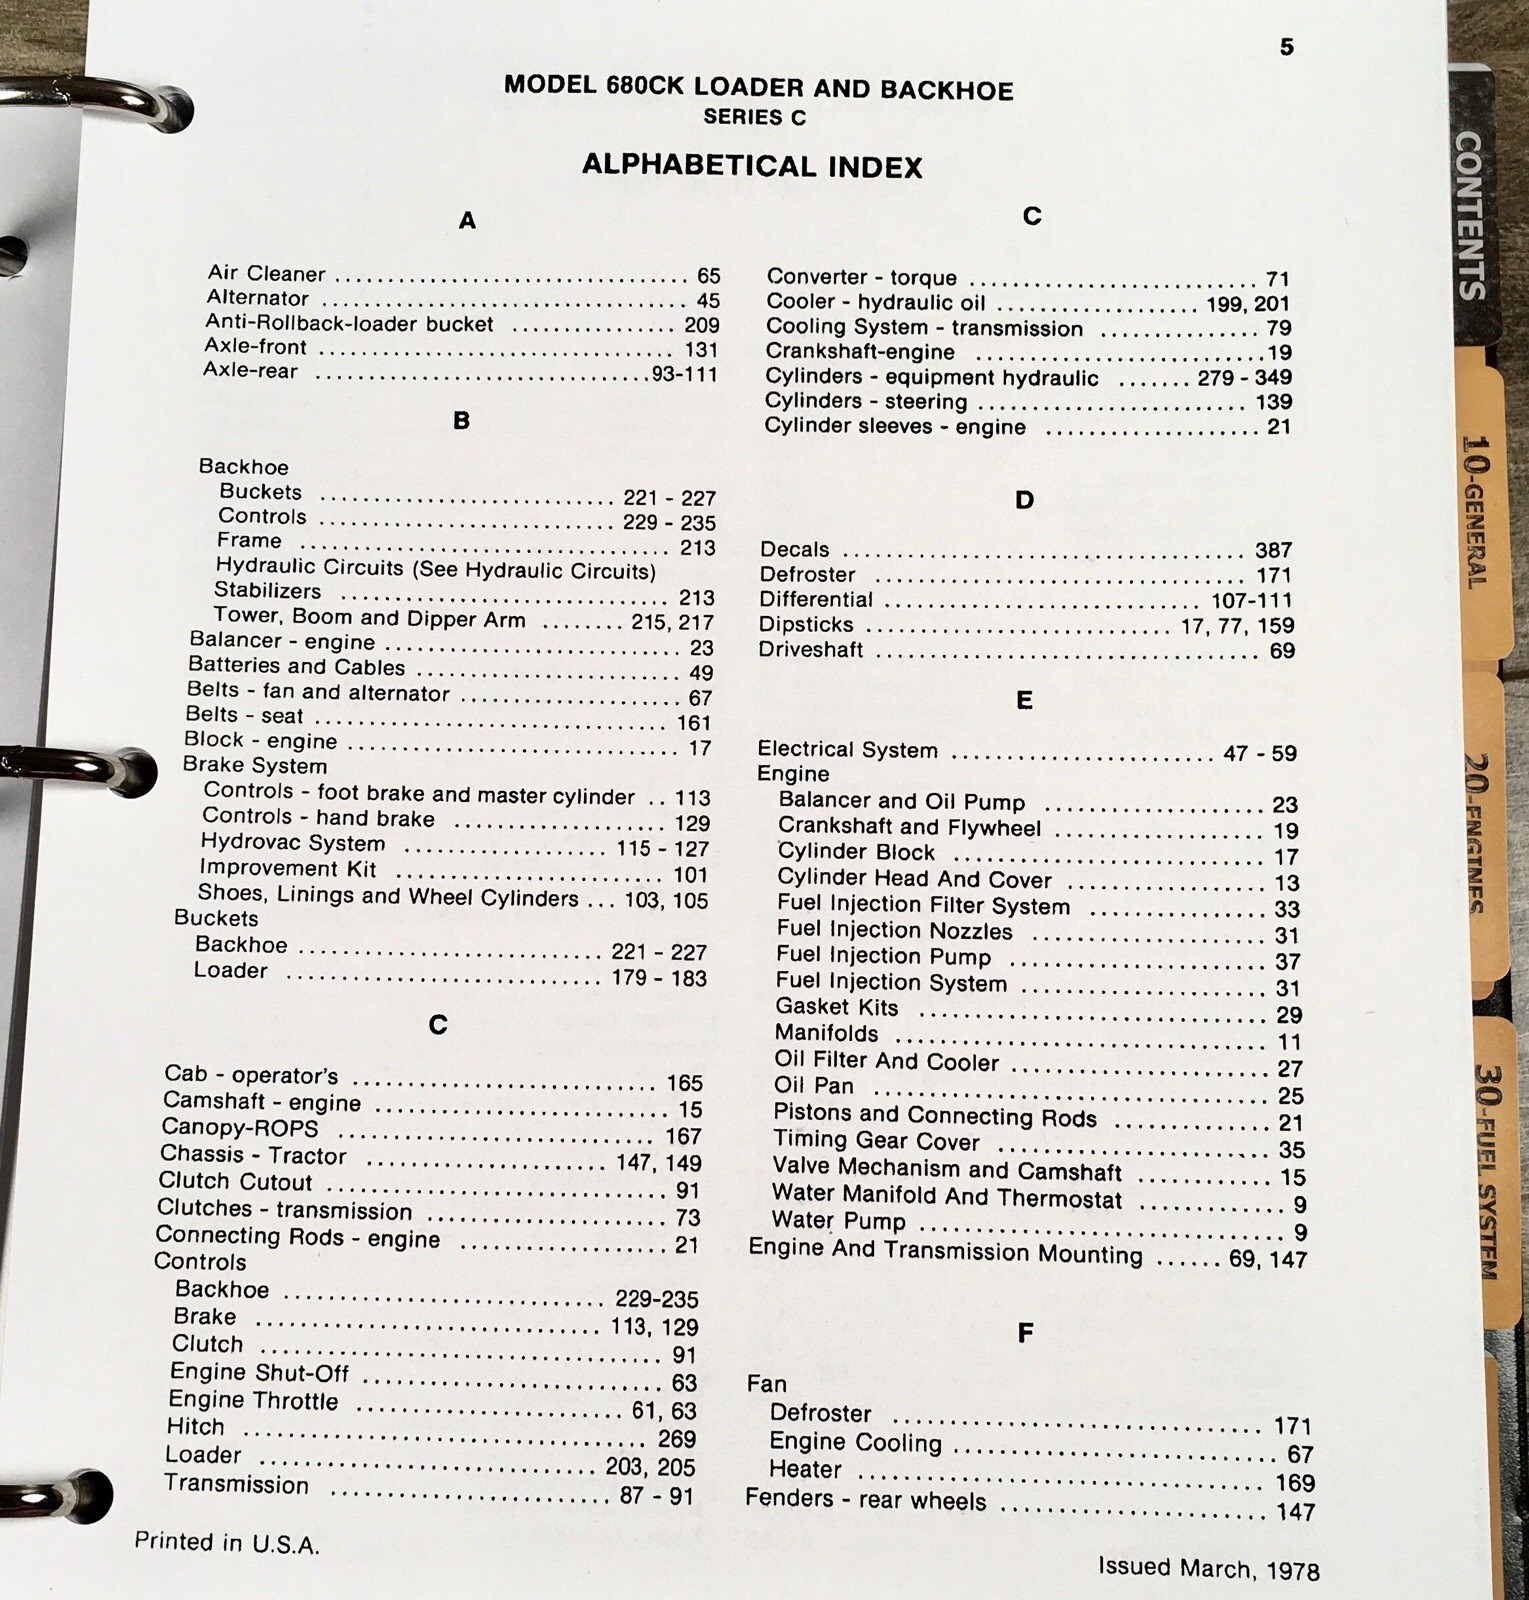 5
MODEL 680CK LOADER AND BACKHOE
SERIES C
ALPHABETICAL INDEX
A
Air Cleaner ................................ 65
Alternator ................................. 45
Anti-Rollback-loader bucket ................ 209
Axle-front ................................. 131
Axle-rear ................................93-111
B
Backhoe
Buckets ........................... 221 - 227
Controls ........................... 229 - 235
Frame .................................. 213
Hydraulic Circuits (See Hydraulic Circuits)
Stabilizers ............................... 213
Tower, Boom and Dipper Arm ........ 215, 217
Balancer - engine ........................... 23
Batteries and Cables ......................... 49
Belts - fan and alternator ..................... 67
Belts - seat ................................. 161
Block - engine ............................... 17
Brake System
Controls - foot brake and master cylinder .. 113
Controls - hand brake .................... 129
Hydrovac System ................... 115 - 127
Improvement Kit ......................... 101
Shoes, Linings and Wheel Cylinders ... 103, 105
Buckets
Backhoe ............................ 221 - 227
Loader ............................. 179 - 183
C
Cab - operator's ............................ 165
Camshaft - engine ........................... 15
Canopy-ROPS .............................. 167
Chassis - Tractor ....................... 147, 149
Clutch Cutout ................................ 91
Clutches - transmission ...................... 73
Connecting Rods - engine .................... 21
Controls
Backhoe .............................. 229-235
Brake ................................ 113, 129
Clutch ..................................... 91
Engine Shut-Off ............................ 63
Engine Throttle ......................... 61, 63
Hitch ..................................... 269
Loader ............................... 203, 205
Transmission .......................... 87 - 91
Printed in U.S.A.
C
Converter - torque ........................... 71
Cooler - hydraulic oil ................... 199, 201
Cooling System - transmission ............... 79
Crankshaft-engine ...........................19
Cylinders - equipment hydraulic ....... 279 - 349
Cylinders - steering ......................... 139
Cylinder sleeves - engine .................... 21
D
Decals ...................................... 387
Defroster ................................... 171
Differential .............................. 107-111
Dipsticks ............................. 17, 77, 159
Driveshaft .................................... 69
E
Electrical System ......................... 47 - 59
Engine
Balancer and Oil Pump ..................... 23
Crankshaft and Flywheel .................... 19
Cylinder Block .............................. 17
Cylinder Head And Cover ................... 13
Fuel Injection Filter System ................. 33
Fuel Injection Nozzles ...................... 31
Fuel Injection Pump ........................ 37
Fuel Injection System ....................... 31
Gasket Kits ................................. 29
Manifolds ................................... 11
Oil Filter And Cooler ........................ 27
Oil Pan ..................................... 25
Pistons and Connecting Rods ............... 21
Timing Gear Cover .......................... 35
Valve Mechanism and Camshaft ............. 15
Water Manifold And Thermostat .............. 9
Water Pump ................................. 9
Engine And Transmission Mounting ...... 69, 147
F
Fan
Defroster ................................... 171
Engine Cooling .............................. 67
Heater ...................................... 169
Fenders - rear wheels ......................... 147
Issued March, 1978
CONTENTS
10-GENERAL
20-ENGINES
30-FUEL SYSTEM